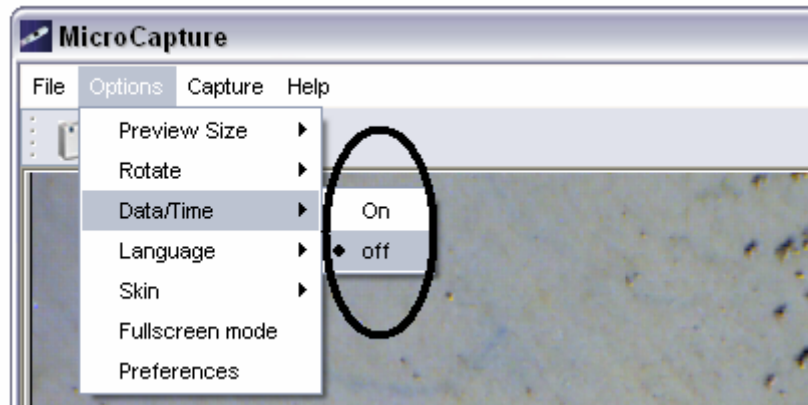 MicroCapture
File Options Capture Help
Preview Size
Rotate
Data/Time On
Language off
Skin
Fullscreen mode
Preferences